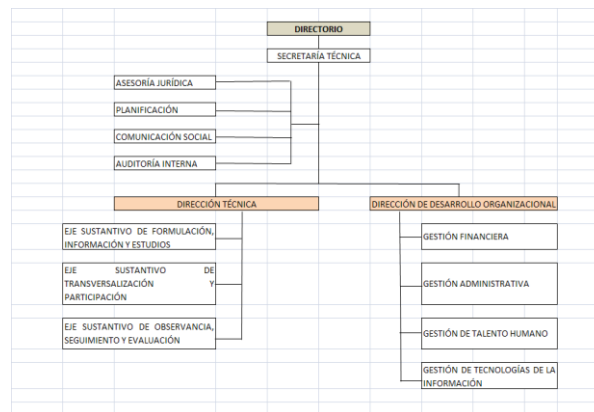 DIRECTORIO
SECRETARÍA TÉCNICA
ASESORÍA JURÍDICA
PLANIFICACIÓN
COMUNICACIÓN SOCIAL
AUDITORÍA INTERNA
DIRECCIÓN TÉCNICA
DIRECCIÓN DE DESARROLLO ORGANIZACIONAL
EJE SUSTANTIVO DE FORMULACIÓN,
INFORMACIÓN Y ESTUDIOS
EJE SUSTANTIVO DE
TRANSVERSALIZACIÓN Y
PARTICIPACIÓN
EJE SUSTANTIVO DE OBSERVANCIA,
SEGUIMIENTO Y EVALUACIÓN
GESTIÓN FINANCIERA
GESTIÓN ADMINISTRATIVA
GESTIÓN DE TALENTO HUMANO
GESTIÓN DE TECNOLOGÍAS DE LA
INFORMACIÓN